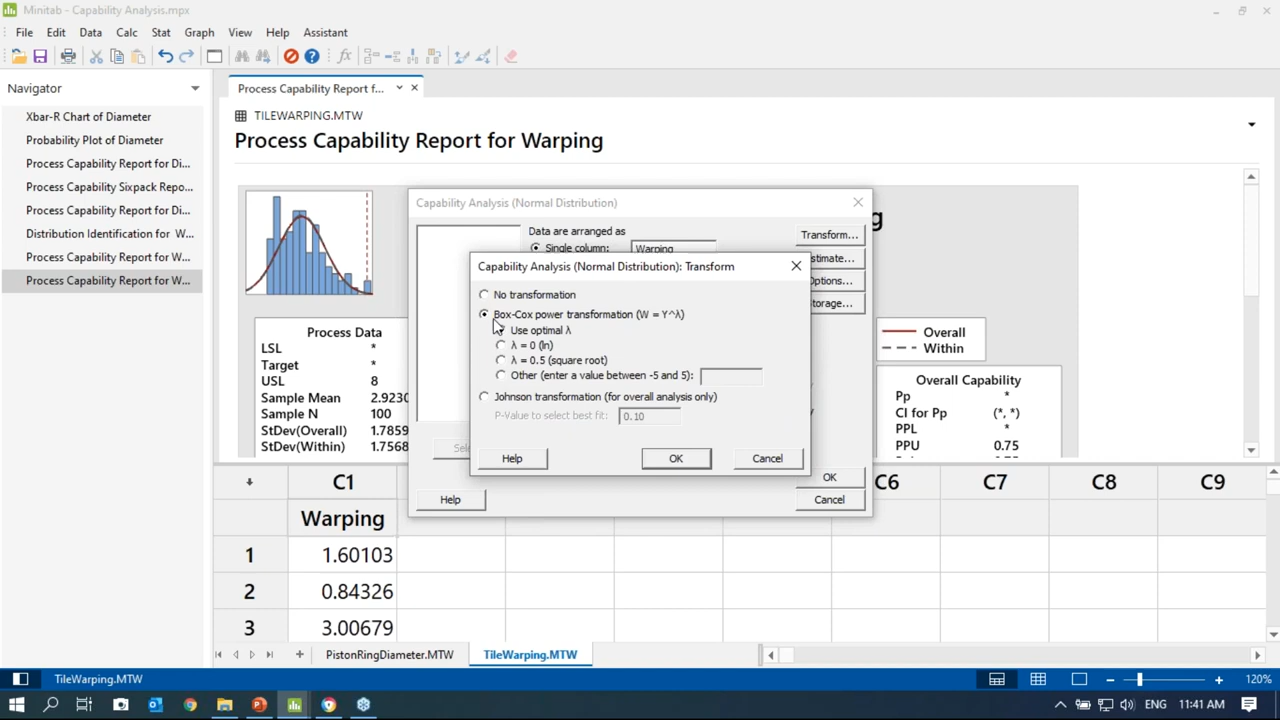 Minitab - Capability Analysis.mpx
File Edit Data Calc Stat Graph View Help Assistant
Navigator
Process Capability Report f...
Xbar-R Chart of Diameter
Probability Plot of Diameter
Process Capability Report for Di...
Process Capability Sixpack Repo...
Process Capability Report for Di...
Distribution Identification for W...
Process Capability Report for W...
Process Capability Report for W...
TILEWARPING.MTW
Process Capability Report for Warping
g
Process Data
LSL *
Target *
USL 8
Sample Mean 2.9230
Sample N 100
StDev(Overall) 1.7859
StDev(Within) 1.7568
Capability Analysis (Normal Distribution)
Data are arranged as
Single column: Warping
Transform...
stimate...
Options...
torage...
Sel
OK
Help
Cancel
Capability Analysis (Normal Distribution): Transform
No transformation
Box-Cox power transformation (W = Y^λ)
Use optimal λ
λ = 0 (ln)
λ = 0.5 (square root)
Other (enter a value between -5 and 5):
Johnson transformation (for overall analysis only)
P-Value to select best fit: 0.10
Help OK Cancel
Overall
Within
Overall Capability
Pp *
CI for Pp (*, *)
PPL *
PPU 0.75
C1 C6 C7 C8 C9
Warping
1 1.60103
2 0.84326
3 3.00679
PistonRingDiameter.MTW TileWarping.MTW
TileWarping.MTW
120%
ENG 11:41 AM